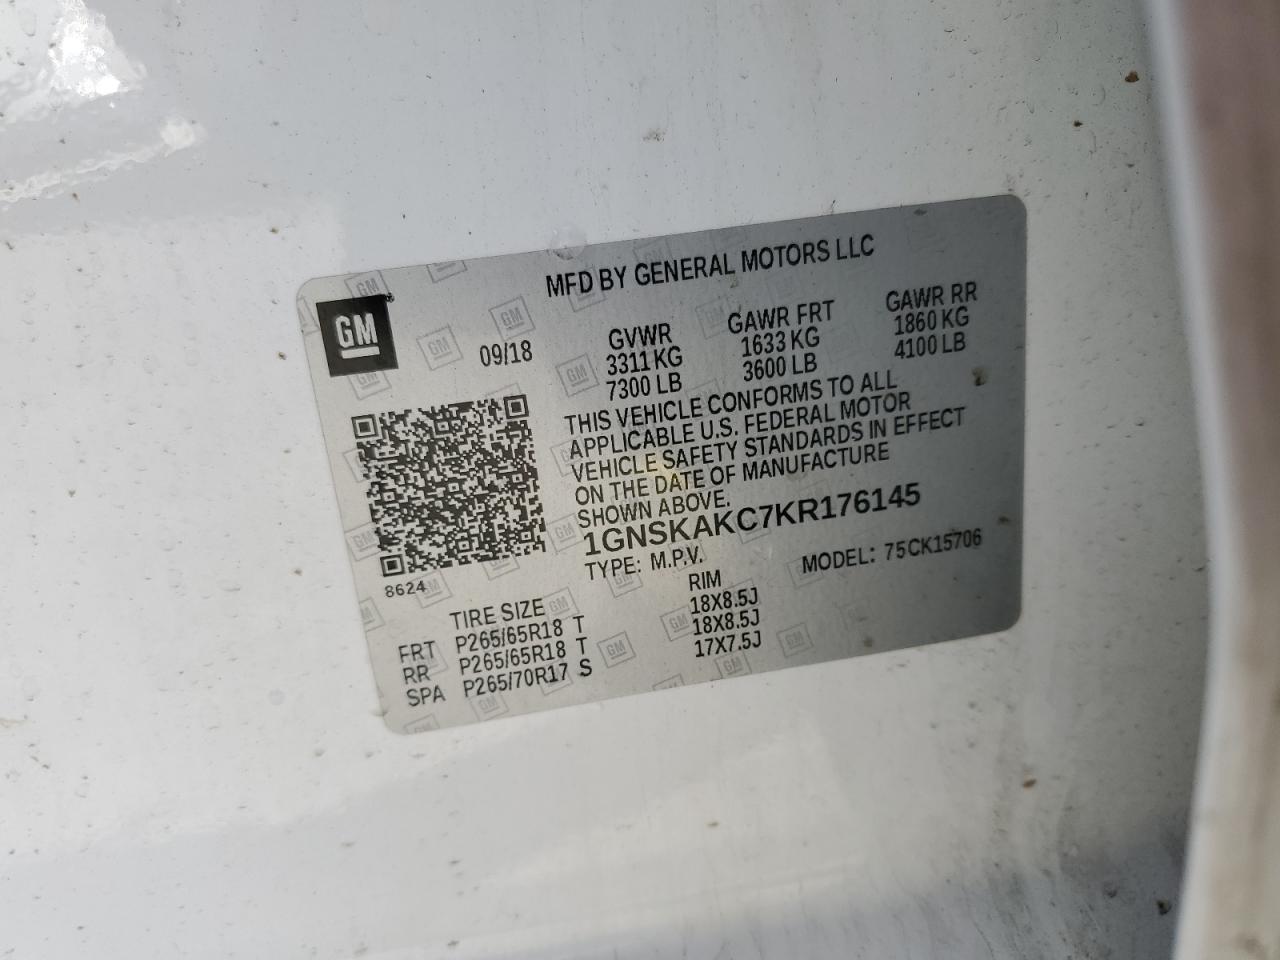 MFD BY GENERAL MOTORS LLC
GM
09/18
GVWR GAWR FRT GAWR RR
3311 KG 1633 KG 1860 KG
7300 LB 3600 LB 4100 LB
THIS VEHICLE CONFORMS TO ALL
APPLICABLE U.S. FEDERAL MOTOR
VEHICLE SAFETY STANDARDS IN EFFECT
ON THE DATE OF MANUFACTURE
SHOWN ABOVE.
1GNSKAKC7KR176145
TYPE: M.P.V. MODEL: 75CK15706
8624
TIRE SIZE RIM
FRT P265/65R18 T 18X8.5J
RR P265/65R18 T 18X8.5J
SPA P265/70R17 S 17X7.5J